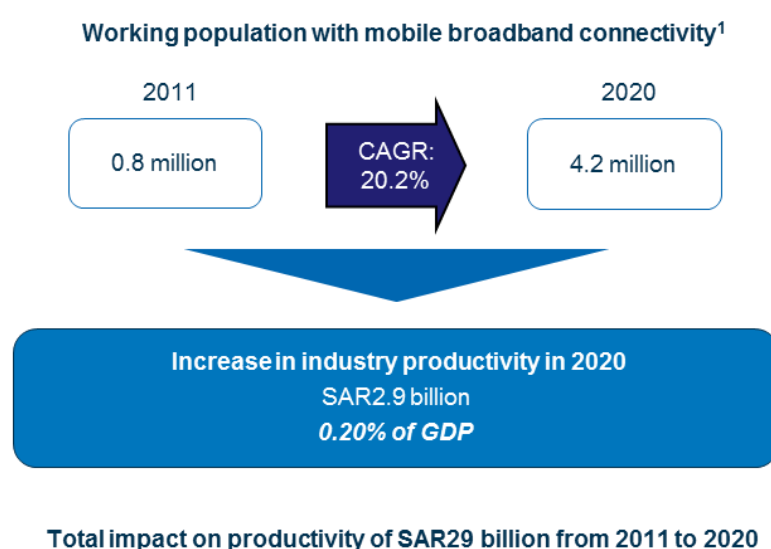 Working population with mobile broadband connectivity1
2011
2020
0.8 million
CAGR:
20.2%
4.2 million
Increase in industry productivity in 2020
SAR2.9 billion
0.20% of GDP
Total impact on productivity of SAR29 billion from 2011 to 2020